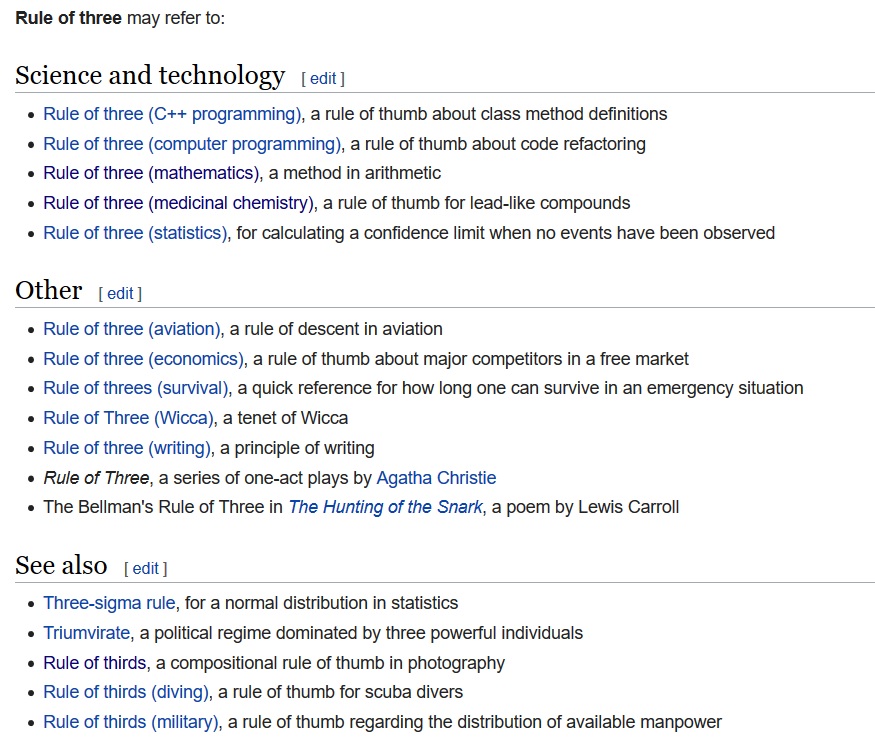 Rule of three may refer to:
Science and technology [ edit ]
• Rule of three (C++ programming), a rule of thumb about class method definitions
• Rule of three (computer programming), a rule of thumb about code refactoring
• Rule of three (mathematics), a method in arithmetic
• Rule of three (medicinal chemistry), a rule of thumb for lead-like compounds
• Rule of three (statistics), for calculating a confidence limit when no events have been observed
Other [ edit ]
• Rule of three (aviation), a rule of descent in aviation
• Rule of three (economics), a rule of thumb about major competitors in a free market
• Rule of threes (survival), a quick reference for how long one can survive in an emergency situation
• Rule of Three (Wicca), a tenet of Wicca
• Rule of three (writing), a principle of writing
• Rule of Three, a series of one-act plays by Agatha Christie
• The Bellman's Rule of Three in The Hunting of the Snark, a poem by Lewis Carroll
See also [ edit ]
• Three-sigma rule, for a normal distribution in statistics
• Triumvirate, a political regime dominated by three powerful individuals
• Rule of thirds, a compositional rule of thumb in photography
• Rule of thirds (diving), a rule of thumb for scuba divers
• Rule of thirds (military), a rule of thumb regarding the distribution of available manpower